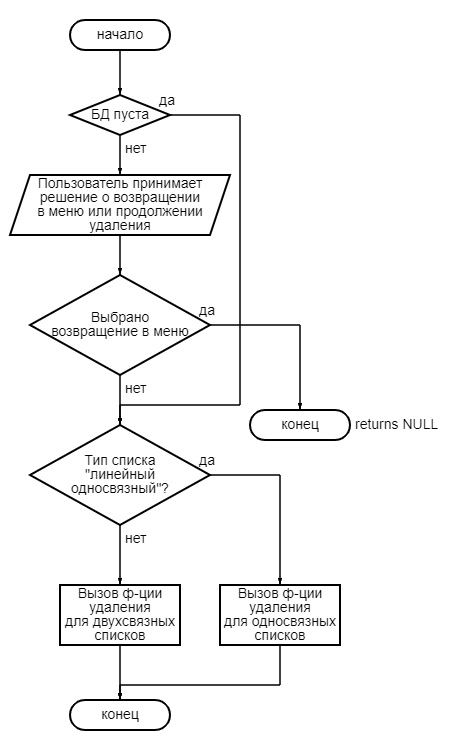 начало
да
БД пуста
нет
Пользователь принимает
решение о возвращении
в меню или продолжении
удаления
да
Выбрано
возвращение в меню
нет
конец
returns NULL
Тип списка
"линейный
односвязный"?
да
нет
Вызов ф-ции
удаления
для двухсвязных
списков
Вызов ф-ции
удаления
для односвязных
списков
конец